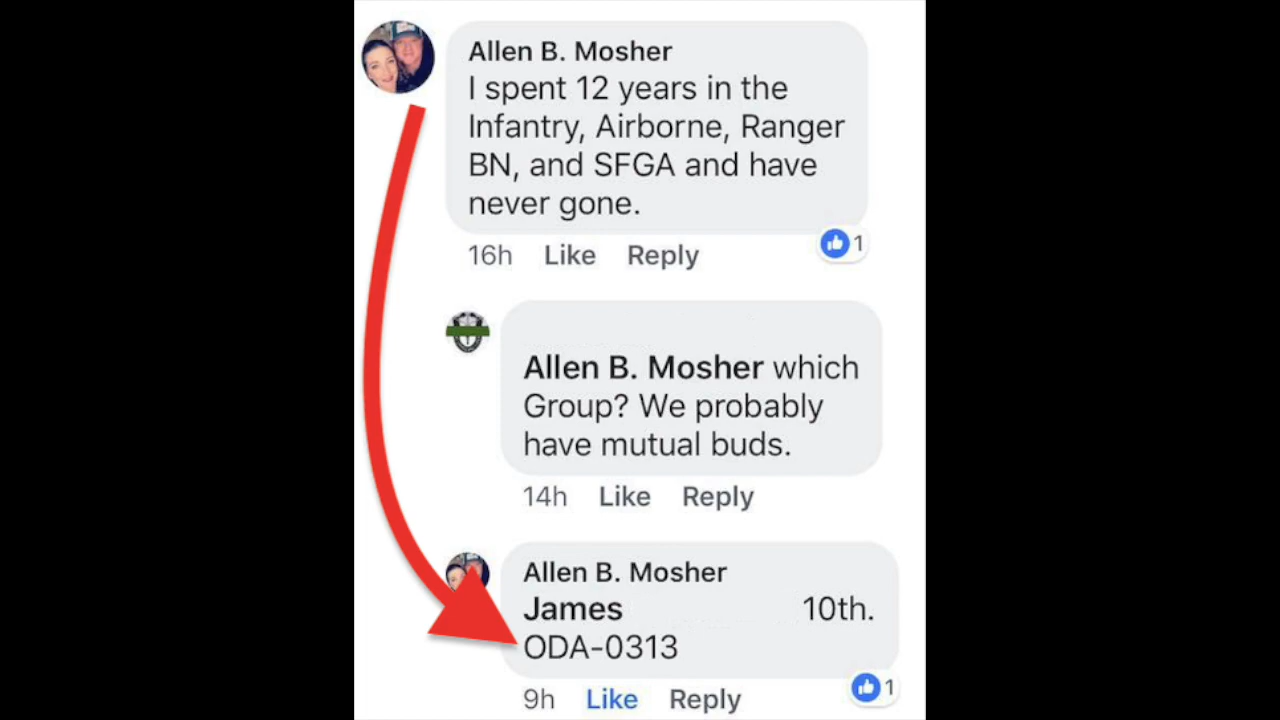 Allen B. Mosher
I spent 12 years in the
Infantry, Airborne, Ranger
BN, and SFGA and have
never gone.
16h Like Reply 1
Allen B. Mosher which
Group? We probably
have mutual buds.
14h Like Reply
Allen B. Mosher
James 10th.
ODA-0313
9h Like Reply 1